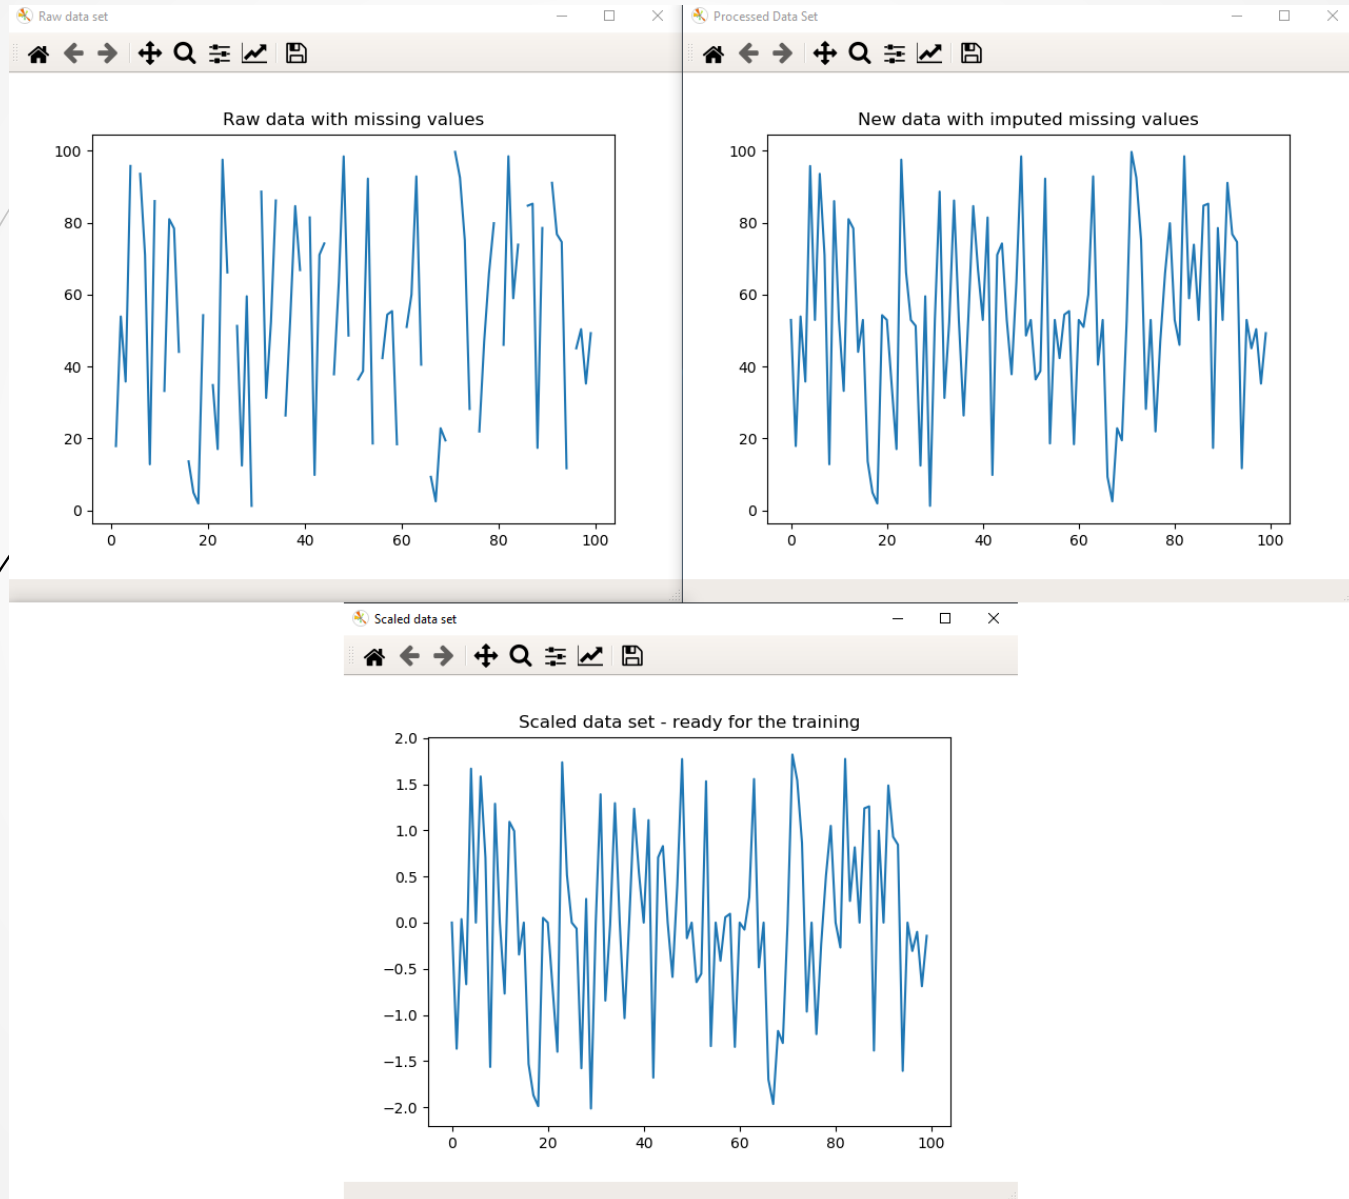 Raw data set
Processed Data Set
Raw data with missing values
100
80
60
40
20
0
0 20 40 60 80 100
New data with imputed missing values
100
80
60
40
20
0
0 20 40 60 80 100
Scaled data set
Scaled data set - ready for the training
2.0
1.5
1.0
0.5
0.0
−0.5
−1.0
−1.5
−2.0
0 20 40 60 80 100